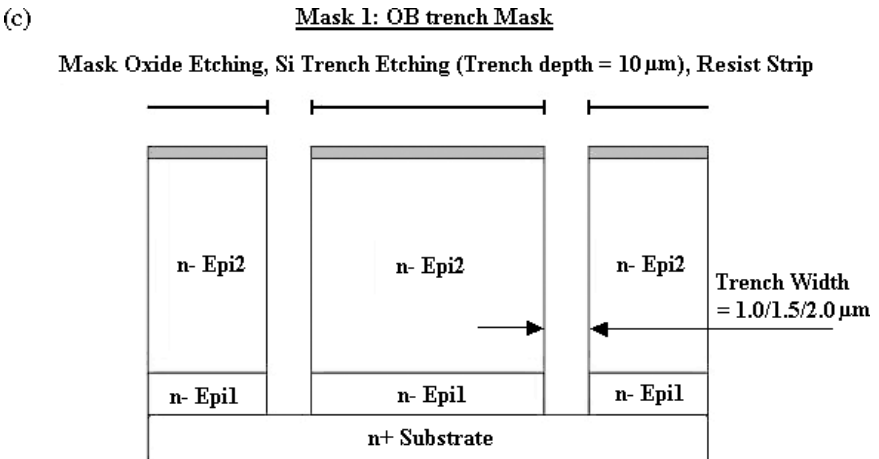 (c)
Mask 1: OB trench Mask
Mask Oxide Etching, Si Trench Etching (Trench depth = 10 μm), Resist Strip
n- Epi2
n- Epi2
n- Epi2
Trench Width
= 1.0/1.5/2.0 μm
n- Epi1
n- Epi1
n- Epi1
n+ Substrate